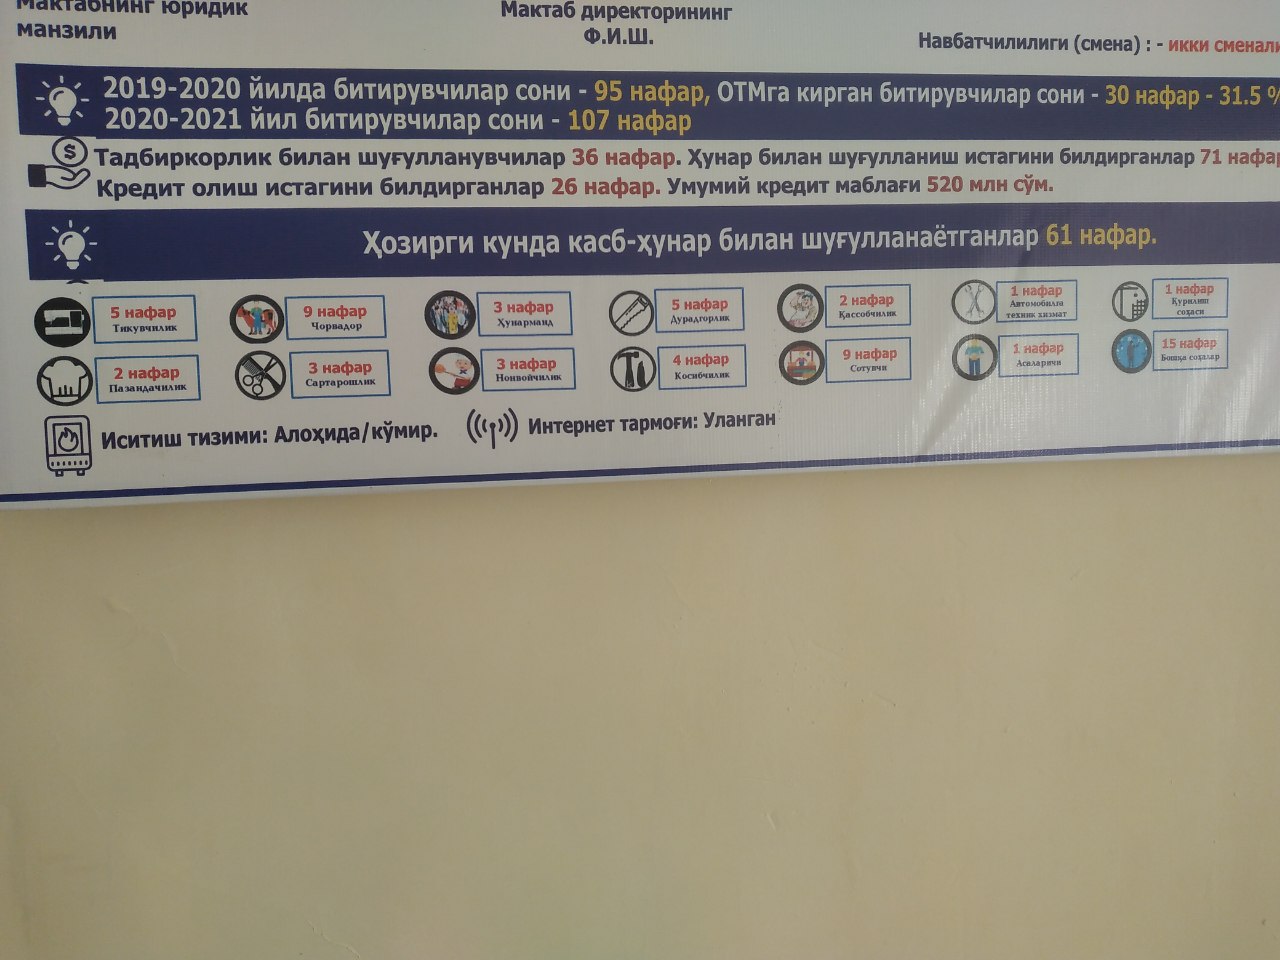 Мактабнинг юридик
манзили
Мактаб директорининг
Ф.И.Ш.
Навбатчилилиги (смена) : - икки сменали
2019-2020 йилда битирувчилар сони - 95 нафар, ОТМга кирган битирувчилар сони - 30 нафар - 31.5 %
2020-2021 йил битирувчилар сони - 107 нафар
Тадбиркорлик билан шуғулланувчилар 36 нафар. Ҳунар билан шуғулланиш истагини билдирганлар 71 нафар
Кредит олиш истагини билдирганлар 26 нафар. Умумий кредит маблағи 520 млн сўм.
Ҳозирги кунда касб-ҳунар билан шуғулланаётганлар 61 нафар.
5 нафар
Тикувчилик
9 нафар
Чорвадор
3 нафар
Ҳунарманд
5 нафар
Дурадгорлик
2 нафар
Қассобчилик
1 нафар
Автомобилга
техник хизмат
1 нафар
Қурилиш
соҳаси
2 нафар
Пазандачилик
3 нафар
Сартарошлик
3 нафар
Нонвойчилик
4 нафар
Косибчилик
9 нафар
Сотувчи
1 нафар
Асаларичи
15 нафар
Бошқа соҳалар
Иситиш тизими: Алоҳида/кўмир.
Интернет тармоғи: Уланган